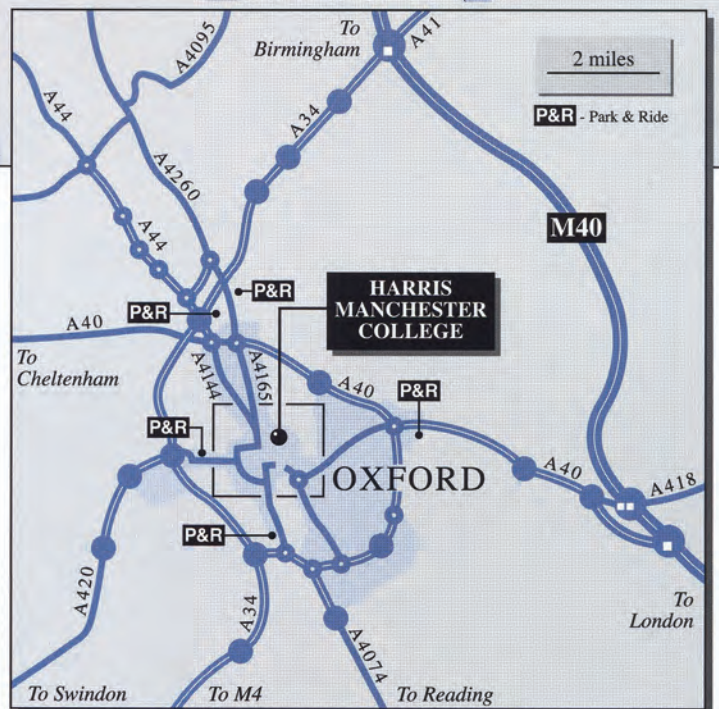 To
Birmingham
A41
2 miles
P&R - Park & Ride
A4095
A44
A34
A4260
A44
M40
P&R
HARRIS
MANCHESTER
COLLEGE
P&R
A40
To
Cheltenham
A4144
A4165
A40
P&R
P&R
OXFORD
A40
A418
P&R
To
London
A420
A34
A4074
To Swindon
To M4
To Reading